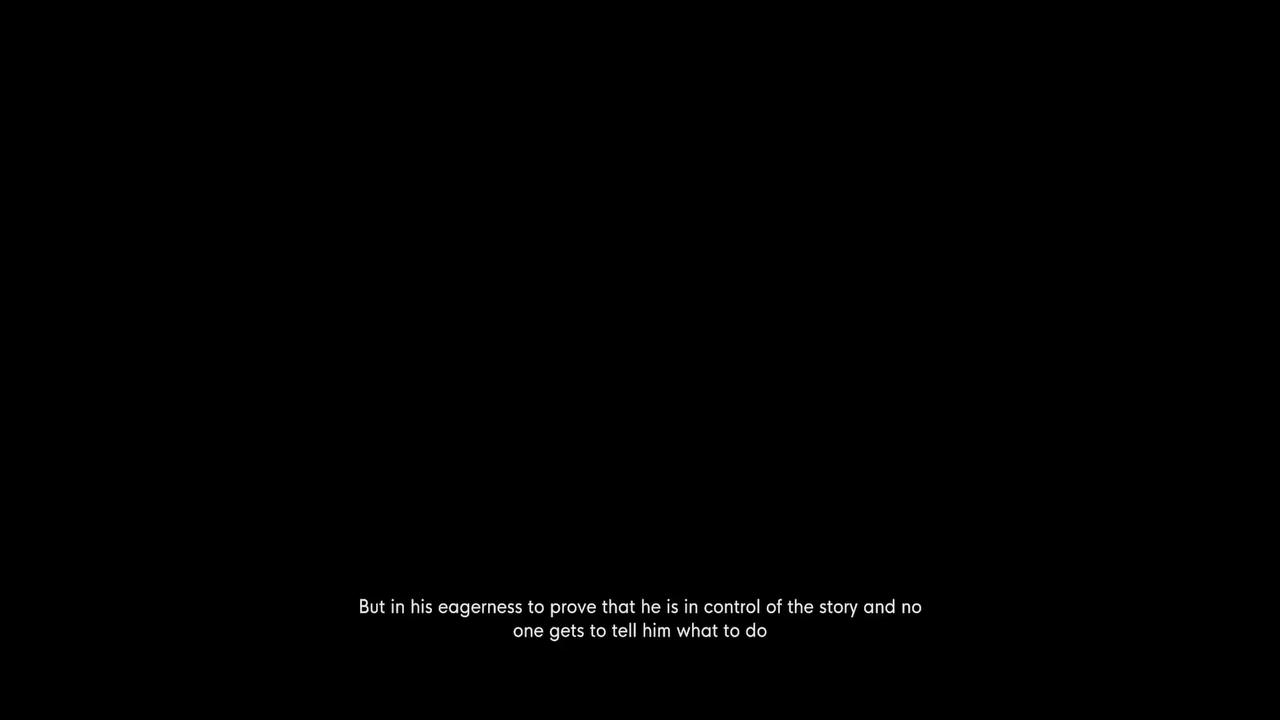 But in his eagerness to prove that he is in control of the story and no
one gets to tell him what to do